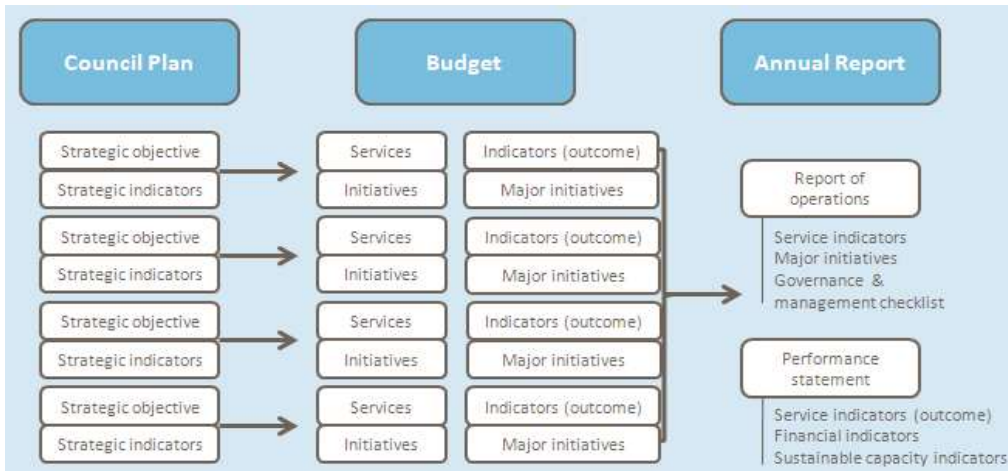 Council Plan
Budget
Annual Report
Strategic objective
Strategic indicators
Strategic objective
Strategic indicators
Strategic objective
Strategic indicators
Strategic objective
Strategic indicators
Services
Initiatives
Services
Initiatives
Services
Initiatives
Services
Initiatives
Indicators (outcome)
Major initiatives
Indicators (outcome)
Major initiatives
Indicators (outcome)
Major initiatives
Indicators (outcome)
Major initiatives
Report of
operations
Service indicators
Major initiatives
Governance &
management checklist
Performance
statement
Service indicators (outcome)
Financial indicators
Sustainable capacity indicators